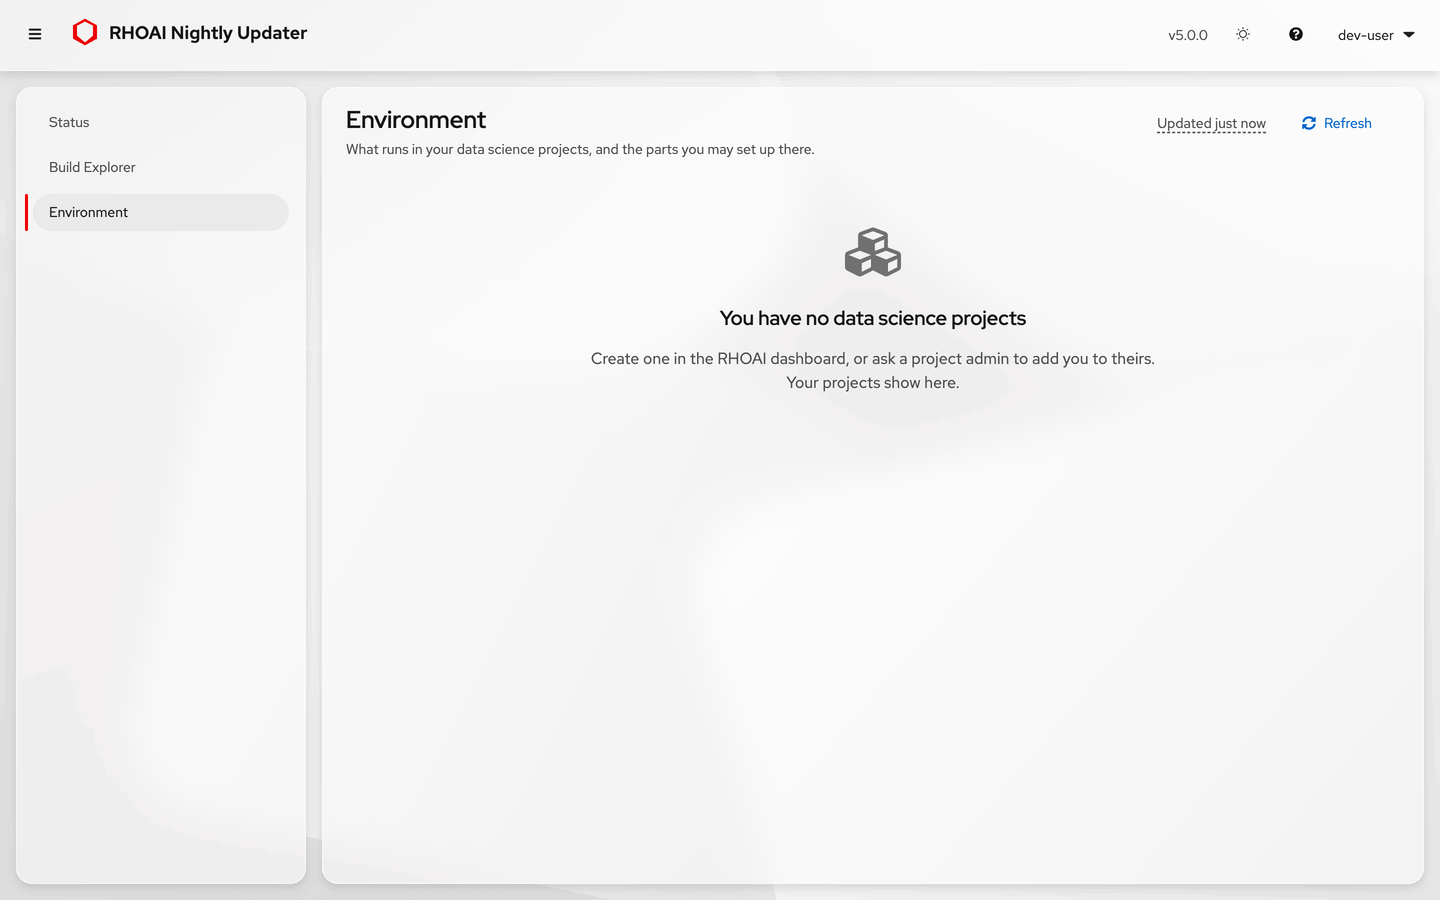 RHOAI Nightly Updater
v5.0.0
dev-user
Status
Build Explorer
Environment
Environment
What runs in your data science projects, and the parts you may set up there.
Updated just now
Refresh
You have no data science projects
Create one in the RHOAI dashboard, or ask a project admin to add you to theirs.
Your projects show here.